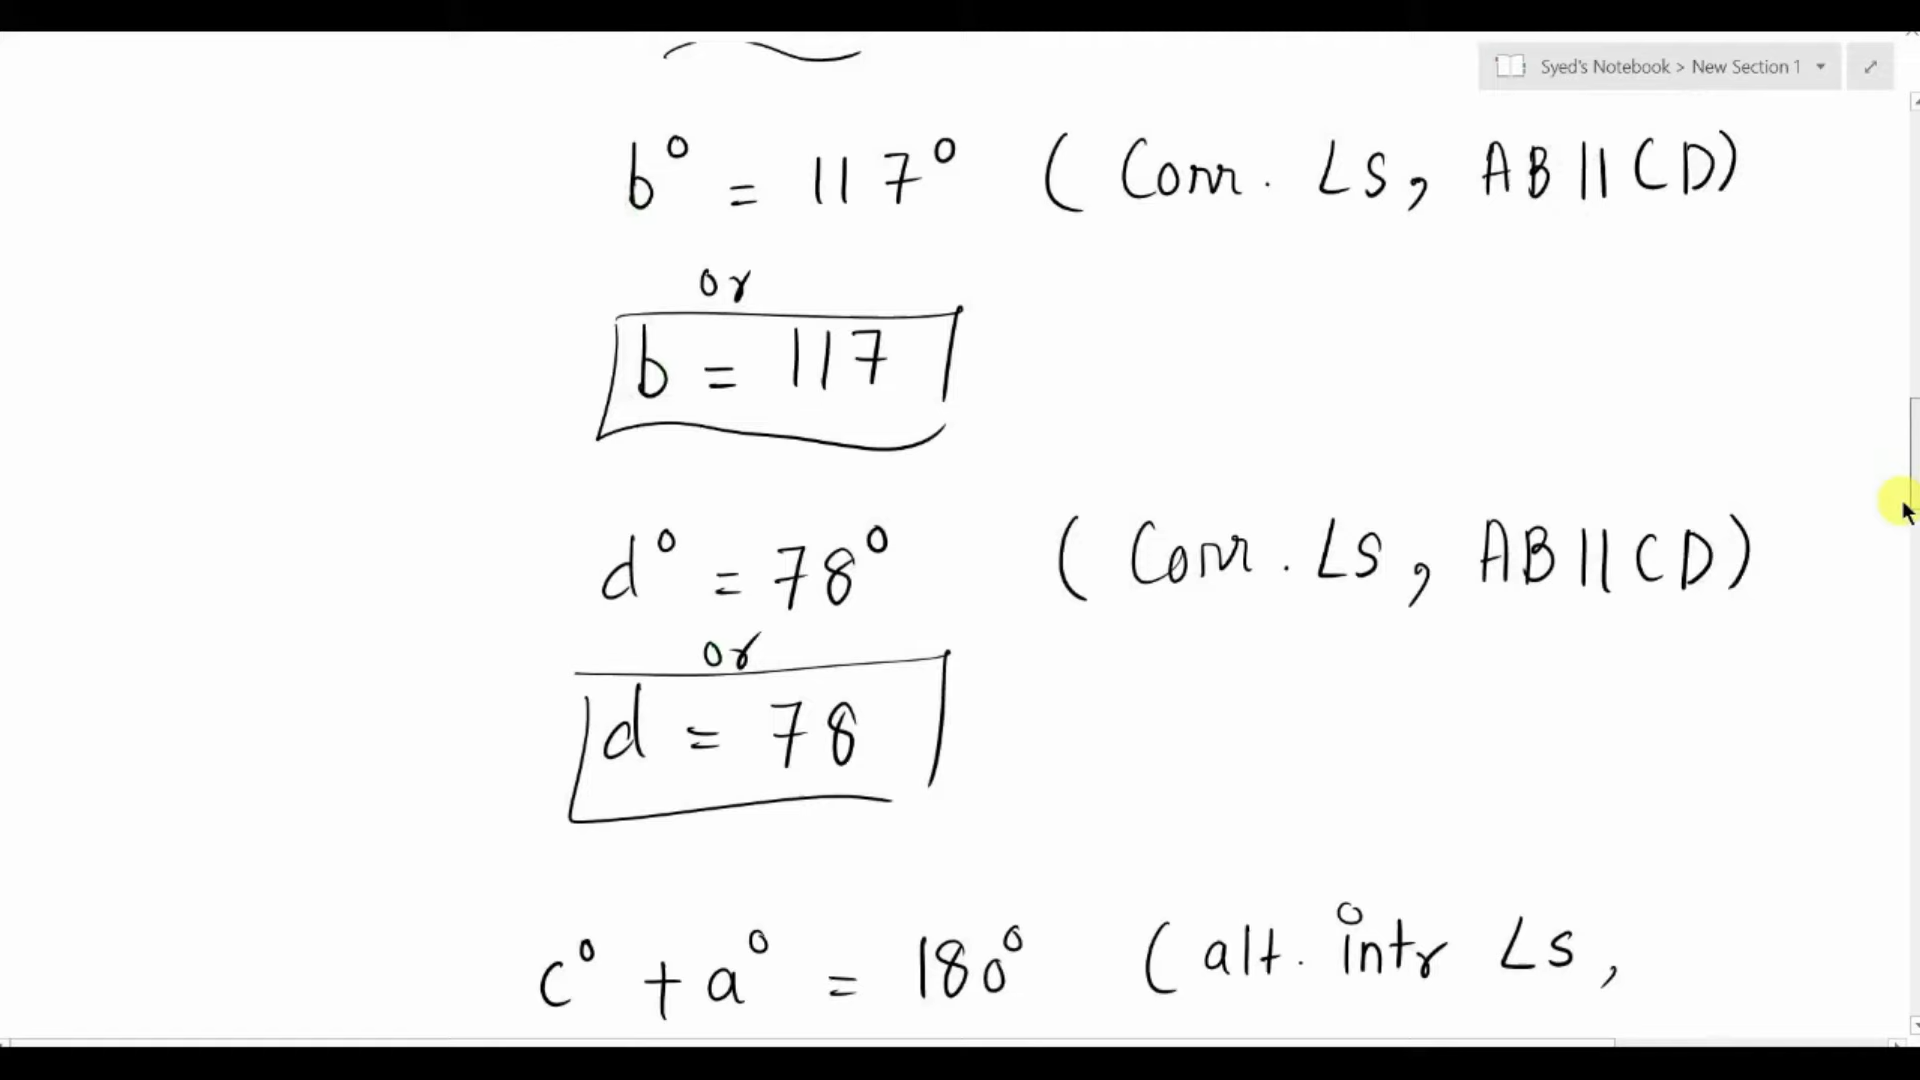 Syed's Notebook > New Section 1
b° = 117° (Corr. ∠s, AB || CD)
or
b = 117
d° = 78° (Corr. ∠s, AB || CD)
or
d = 78
c° + a° = 180° (alt. intr ∠s,